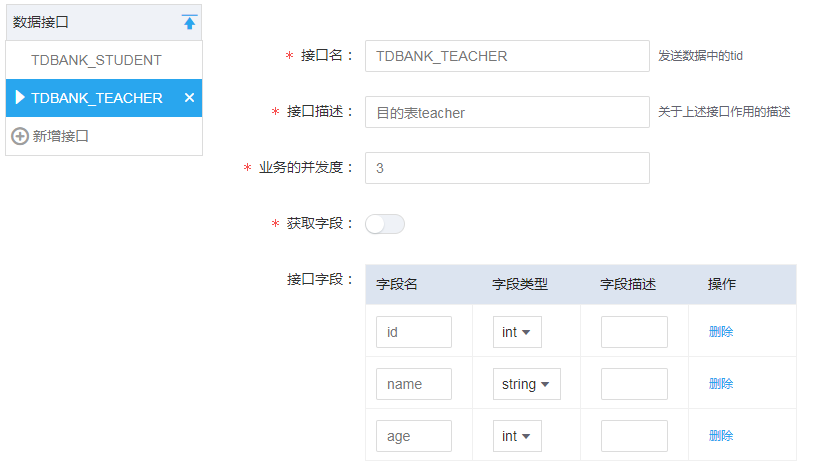 数据接口
TDBANK_STUDENT
TDBANK_TEACHER
新增接口
* 接口名： TDBANK_TEACHER 发送数据中的tid
* 接口描述： 目的表teacher 关于上述接口作用的描述
* 业务的并发度： 3
* 获取字段：
接口字段：
字段名 字段类型 字段描述 操作
id int 删除
name string 删除
age int 删除